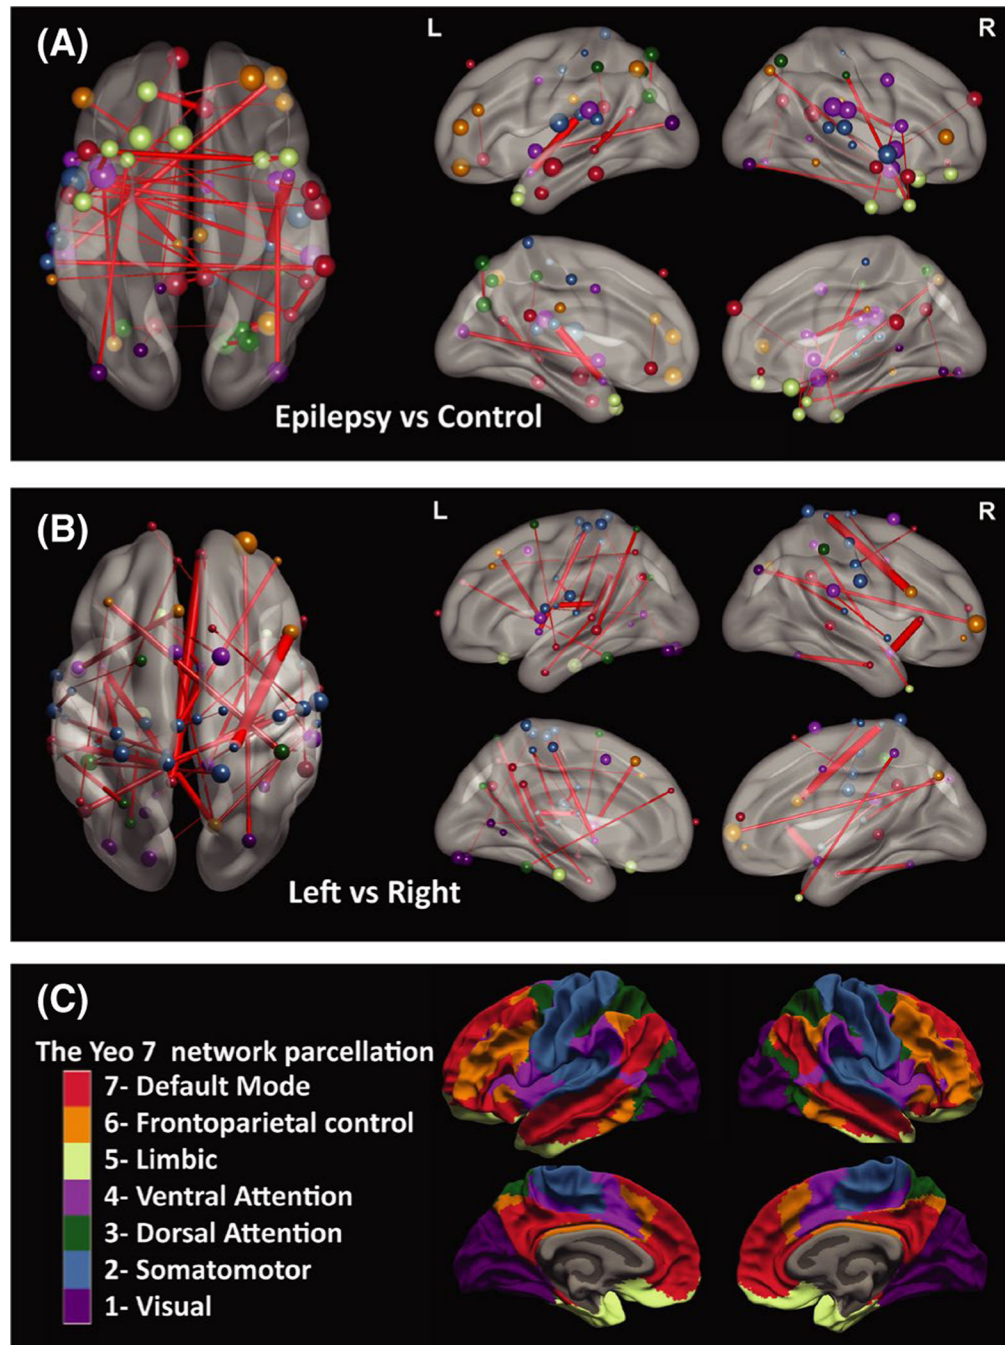 (A)
L
R
Epilepsy vs Control
(B)
L
R
Left vs Right
(C)
The Yeo 7 network parcellation
7- Default Mode
6- Frontoparietal control
5- Limbic
4- Ventral Attention
3- Dorsal Attention
2- Somatomotor
1- Visual